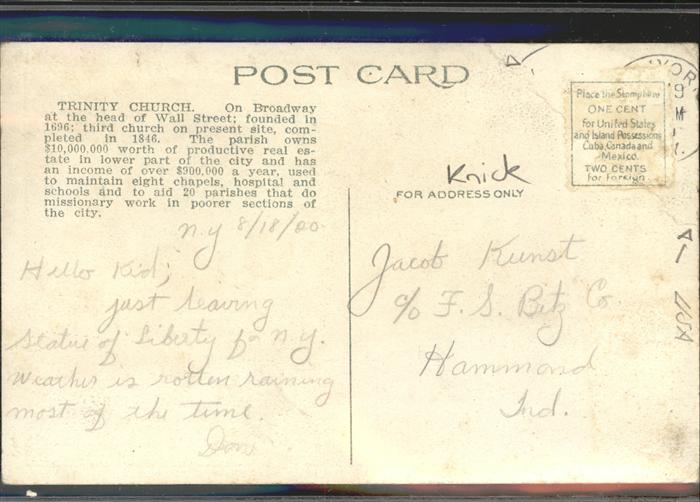 POST CARD
TRINITY CHURCH. On Broadway
at the head of Wall Street; founded in
1696; third church on present site, com-
pleted in 1846. The parish owns
$10,000,000 worth of productive real es-
tate in lower part of the city and has
an income of over $900,000 a year, used
to maintain eight chapels, hospital and
schools and to aid 20 parishes that do
missionary work in poorer sections of
the city.
N.Y 8/18/20.
Hello Kid,
just leaving
Statue of Liberty for N.Y.
Weather is rotten raining
most of the time.
Don
Knick
FOR ADDRESS ONLY
Place the Stamp here
ONE CENT
for United States
and Island Possessions
Cuba, Canada and
Mexico.
TWO CENTS
for Foreign.
Jacob Kunst
c/o F. S. Betz Co.
Hammond
Ind.
USA